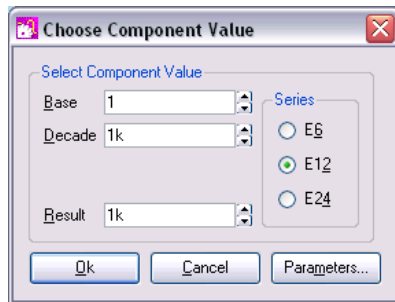 Choose Component Value
Select Component Value
Base 1
Decade 1k
Result 1k
Series
E6
E12
E24
Ok Cancel Parameters...